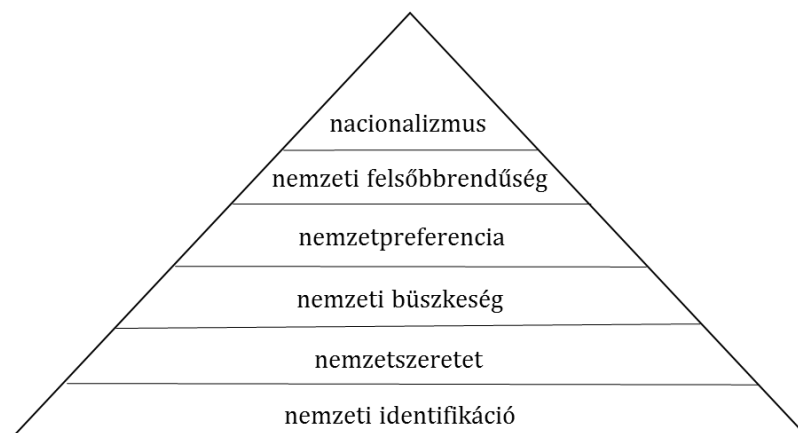 nacionalizmus
nemzeti felsőbbrendűség
nemzetpreferencia
nemzeti büszkeség
nemzetszeretet
nemzeti identifikáció